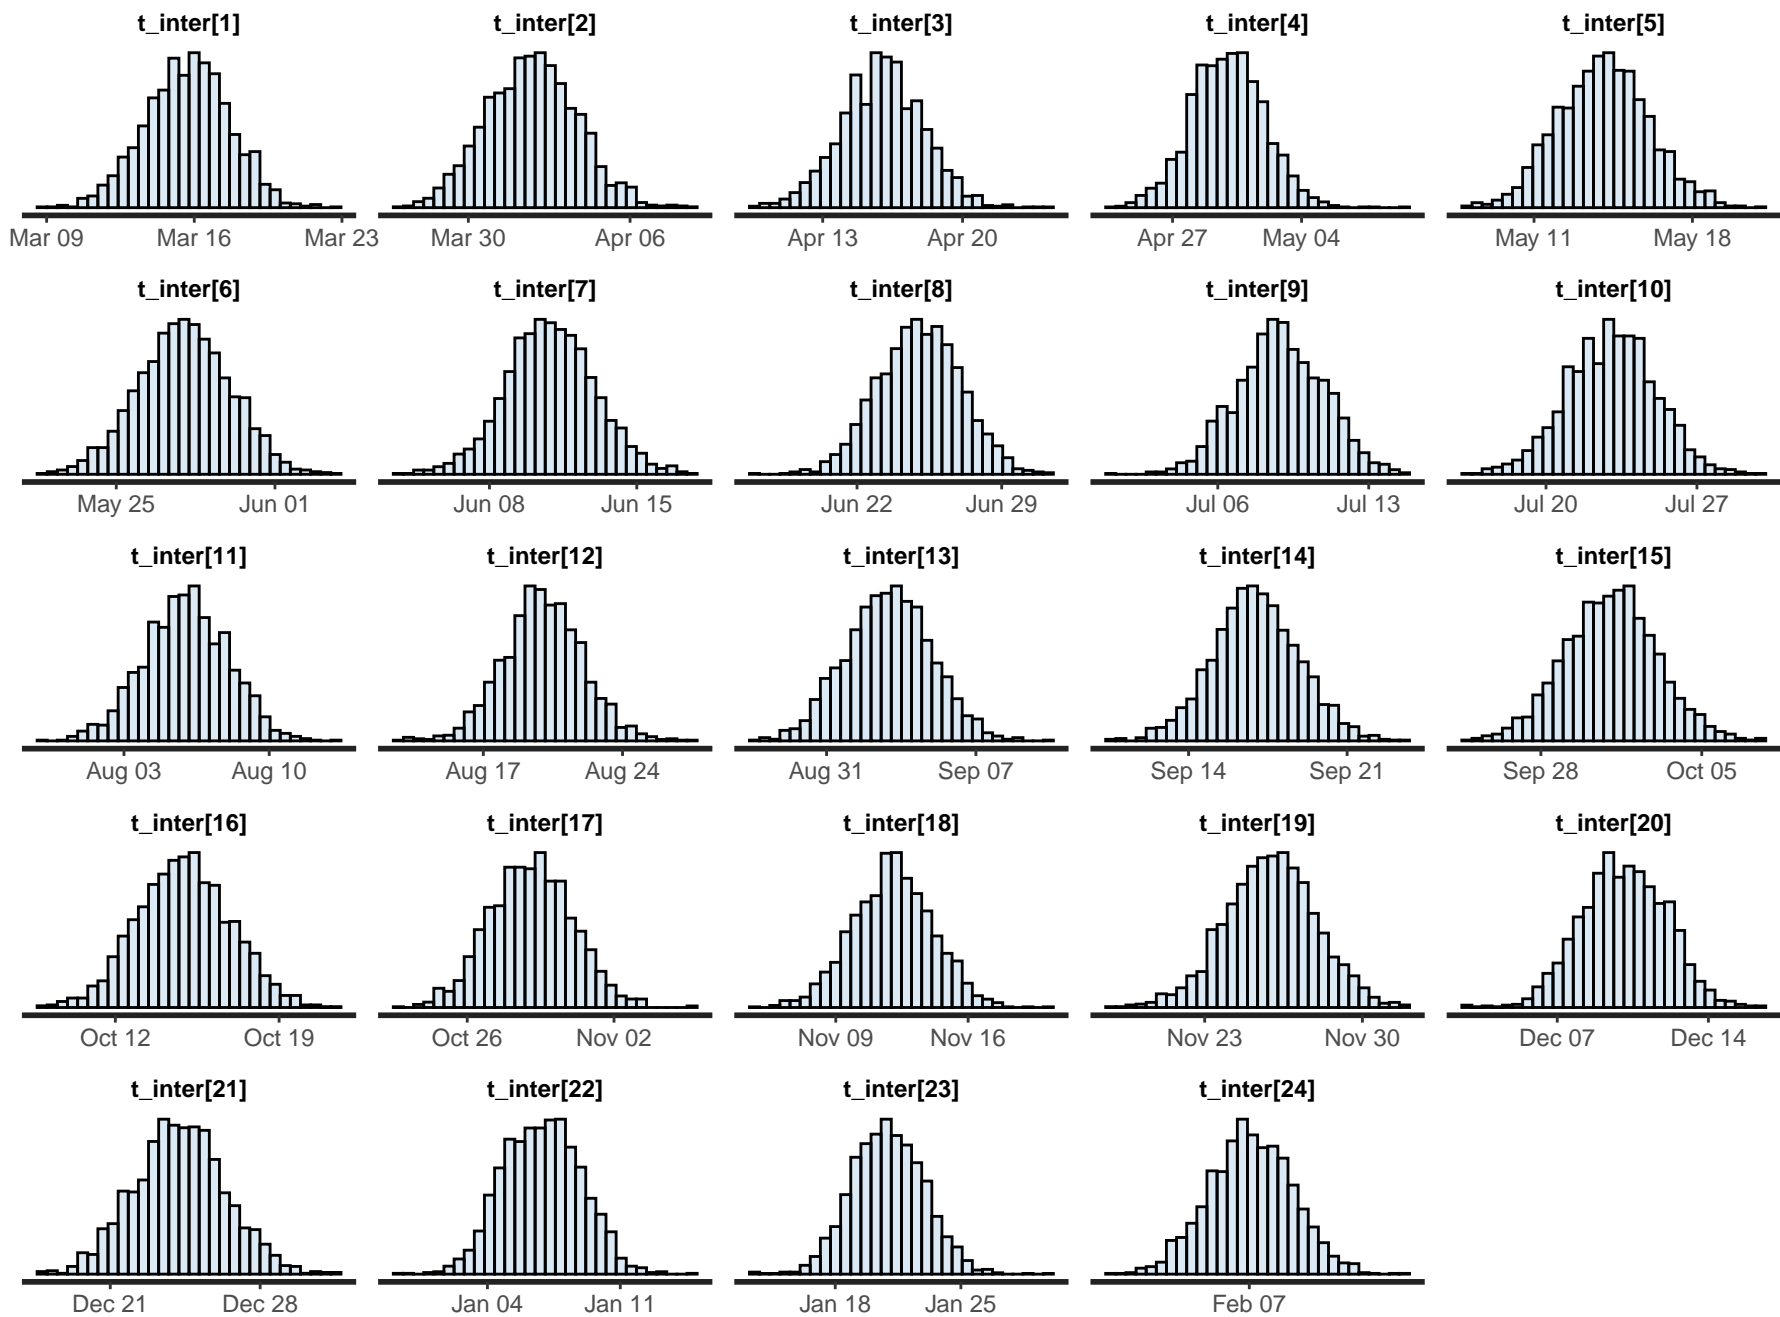 t_inter[1] t_inter[2] t_inter[3] t_inter[4] t_inter[5]
Mar 09 Mar 16 Mar 23 Mar 30 Apr 06 Apr 13 Apr 20 Apr 27 May 04 May 11 May 18
t_inter[6] t_inter[7] t_inter[8] t_inter[9] t_inter[10]
May 25 Jun 01 Jun 08 Jun 15 Jun 22 Jun 29 Jul 06 Jul 13 Jul 20 Jul 27
t_inter[11] t_inter[12] t_inter[13] t_inter[14] t_inter[15]
Aug 03 Aug 10 Aug 17 Aug 24 Aug 31 Sep 07 Sep 14 Sep 21 Sep 28 Oct 05
t_inter[16] t_inter[17] t_inter[18] t_inter[19] t_inter[20]
Oct 12 Oct 19 Oct 26 Nov 02 Nov 09 Nov 16 Nov 23 Nov 30 Dec 07 Dec 14
t_inter[21] t_inter[22] t_inter[23] t_inter[24]
Dec 21 Dec 28 Jan 04 Jan 11 Jan 18 Jan 25 Feb 07